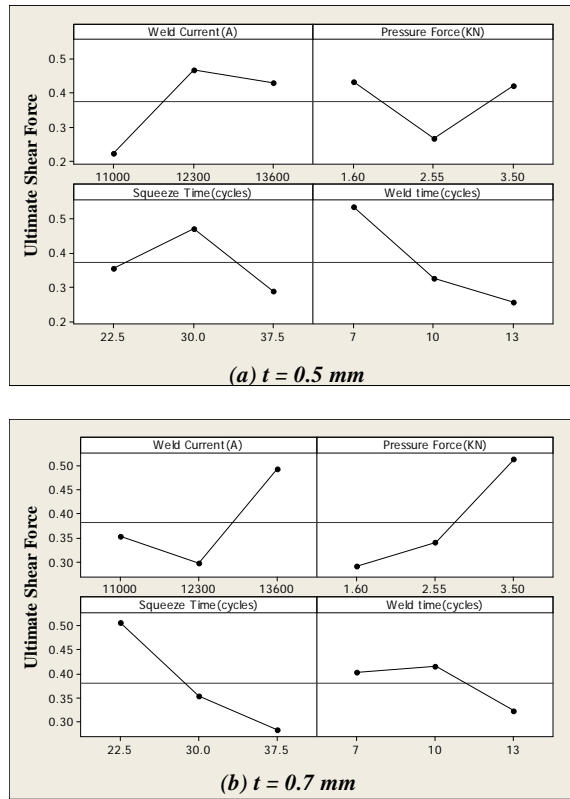 Weld Current(A) Pressure Force(KN)
0.5
0.4
0.3
0.2
11000 12300 13600 1.60 2.55 3.50
Squeeze Time(cycles) Weld time(cycles)
0.5
0.4
0.3
0.2
22.5 30.0 37.5 7 10 13
Ultimate Shear Force
(a) t = 0.5 mm
Weld Current(A) Pressure Force(KN)
0.50
0.45
0.40
0.35
0.30
11000 12300 13600 1.60 2.55 3.50
Squeeze Time(cycles) Weld time(cycles)
0.50
0.45
0.40
0.35
0.30
22.5 30.0 37.5 7 10 13
Ultimate Shear Force
(b) t = 0.7 mm